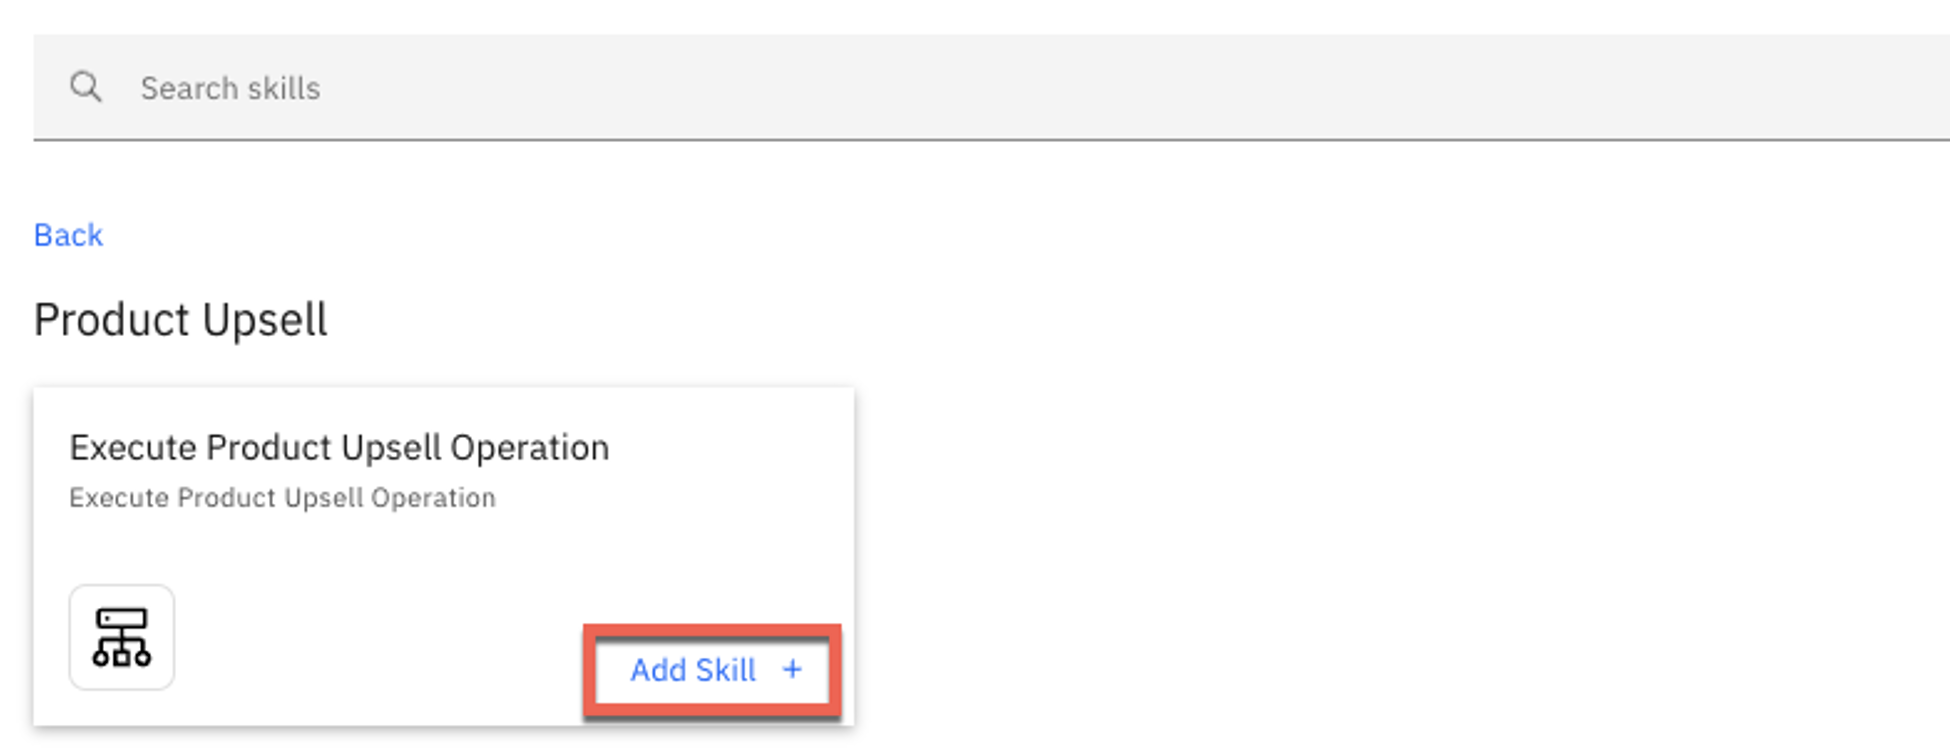 Search skills
Back
Product Upsell
Execute Product Upsell Operation
Execute Product Upsell Operation
Add Skill +